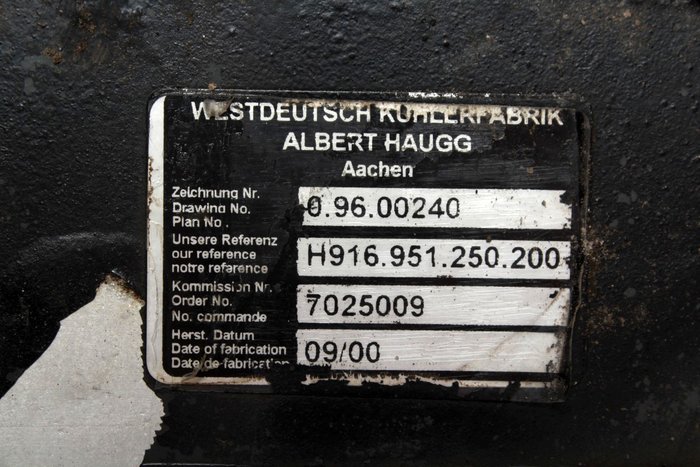 WESTDEUTSCH KÜHLERFABRIK
ALBERT HAUGG
Aachen
Zeichnung Nr.
Drawing No.
Plan No.
0.96.00240
Unsere Referenz
our reference
notre reference
H916.951.250.200
Kommission Nr.
Order No.
No. commande
7025009
Herst. Datum
Date of fabrication
Date de fabrication
09/00